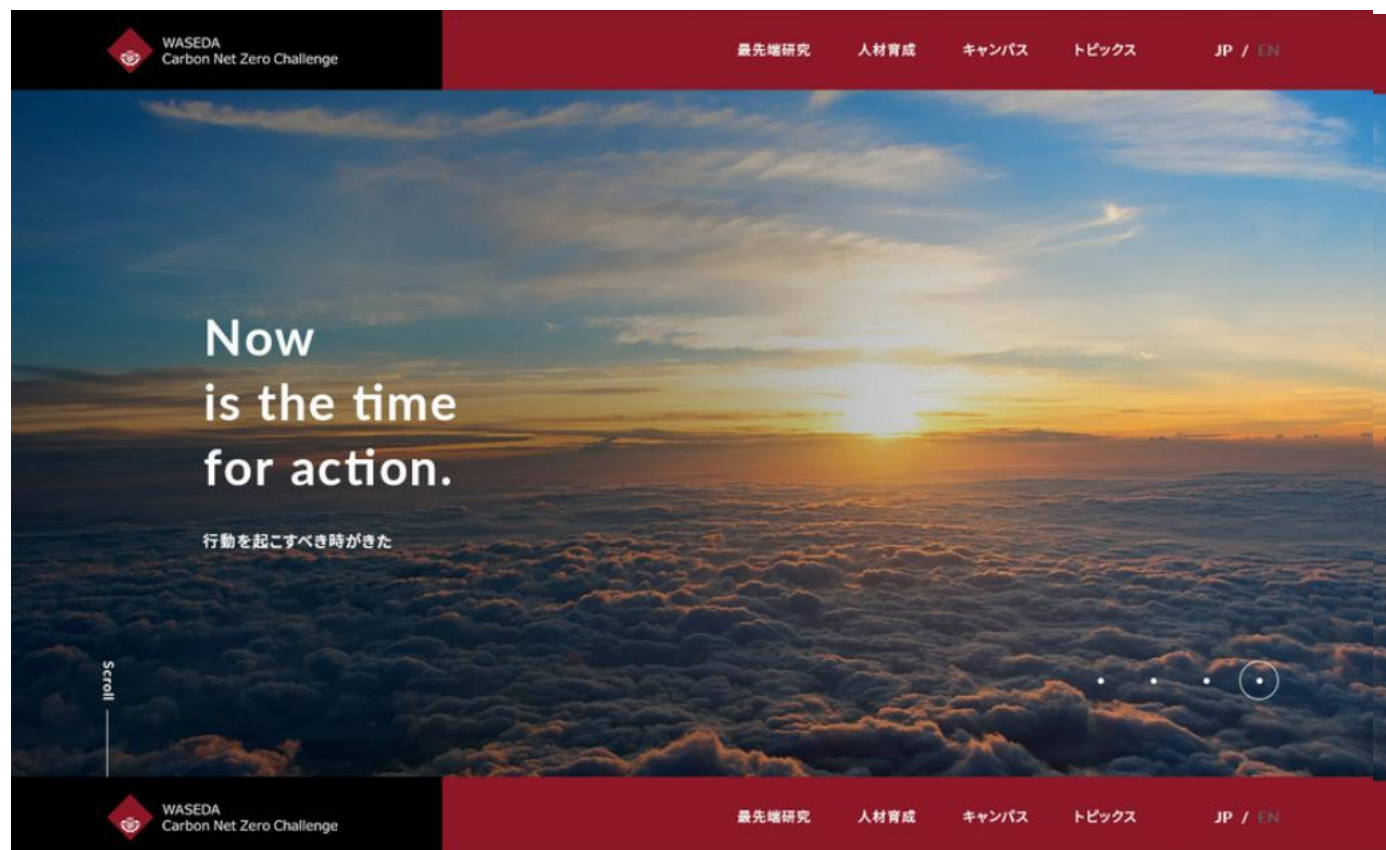 WASEDA
Carbon Net Zero Challenge
最先端研究 人材育成 キャンパス トピックス JP / EN
Now
is the time
for action.
行動を起こすべき時がきた
Scroll
WASEDA
Carbon Net Zero Challenge
最先端研究 人材育成 キャンパス トピックス JP / EN